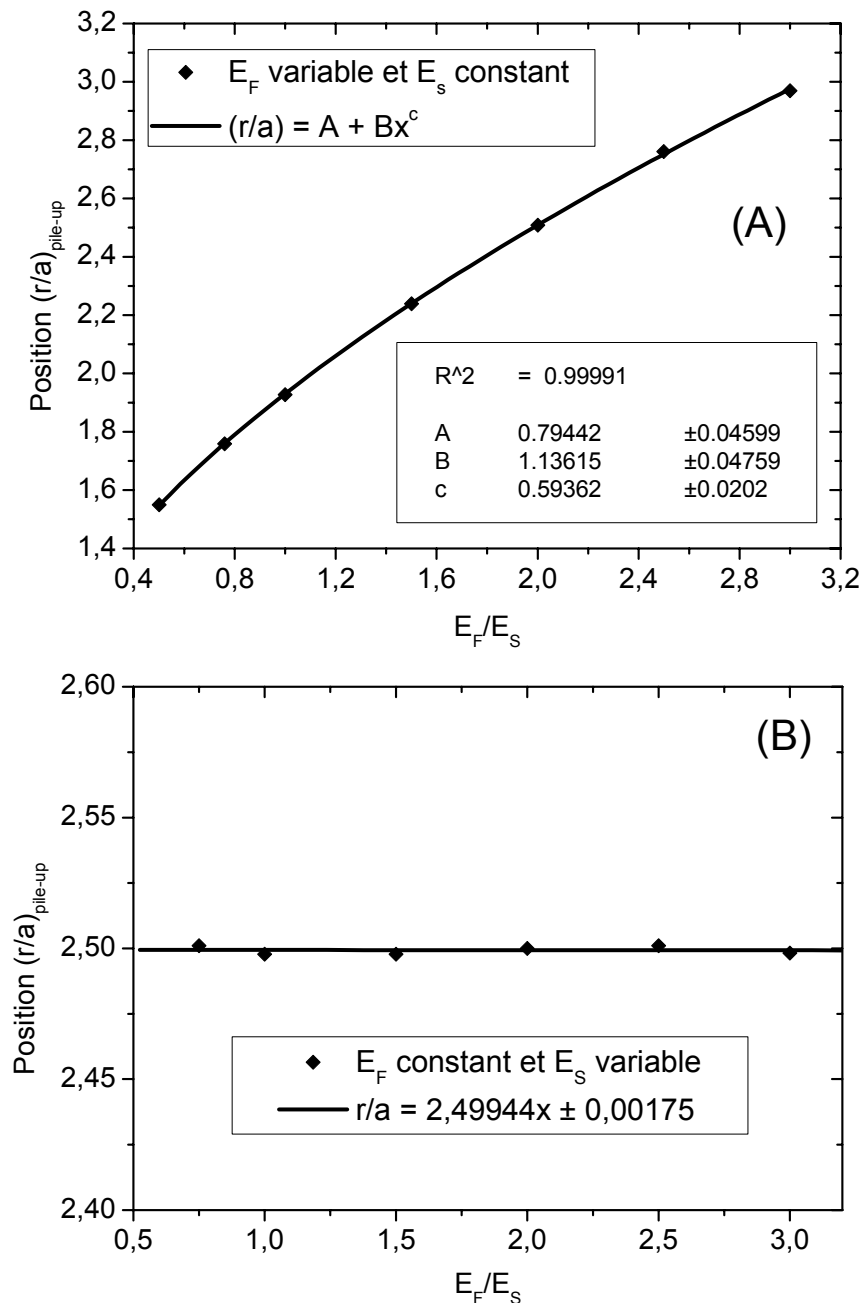 3,2
3,0
2,8
2,6
2,4
2,2
2,0
1,8
1,6
1,4
Position (r/a)pile-up
E_F variable et E_s constant
(r/a) = A + Bx^c
(A)
R^2 = 0.99991
A 0.79442 ±0.04599
B 1.13615 ±0.04759
c 0.59362 ±0.0202
0,4 0,8 1,2 1,6 2,0 2,4 2,8 3,2
E_F/E_S
2,60
2,55
2,50
2,45
2,40
Position (r/a)pile-up
(B)
E_F constant et E_S variable
r/a = 2,49944x ± 0,00175
0,5 1,0 1,5 2,0 2,5 3,0
E_F/E_S